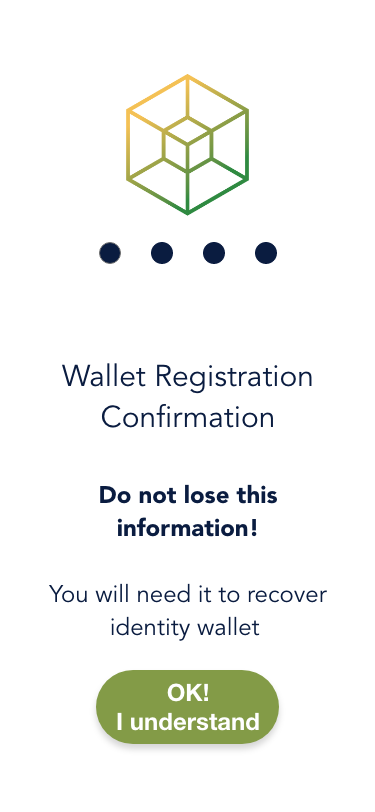 Wallet Registration
Confirmation
Do not lose this
information!
You will need it to recover
identity wallet
OK!
I understand